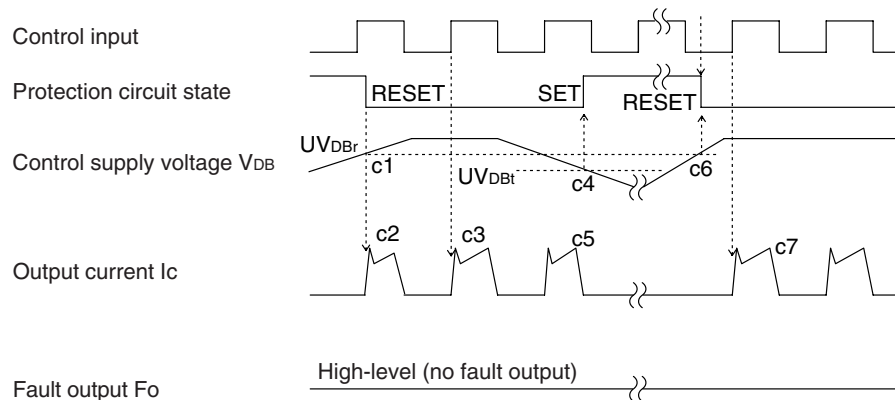 Control input
Protection circuit state
RESET
SET
RESET
UVDBr
Control supply voltage VDB
c1
UVDBt
c4
c6
c2
c3
c5
c7
Output current Ic
High-level (no fault output)
Fault output Fo